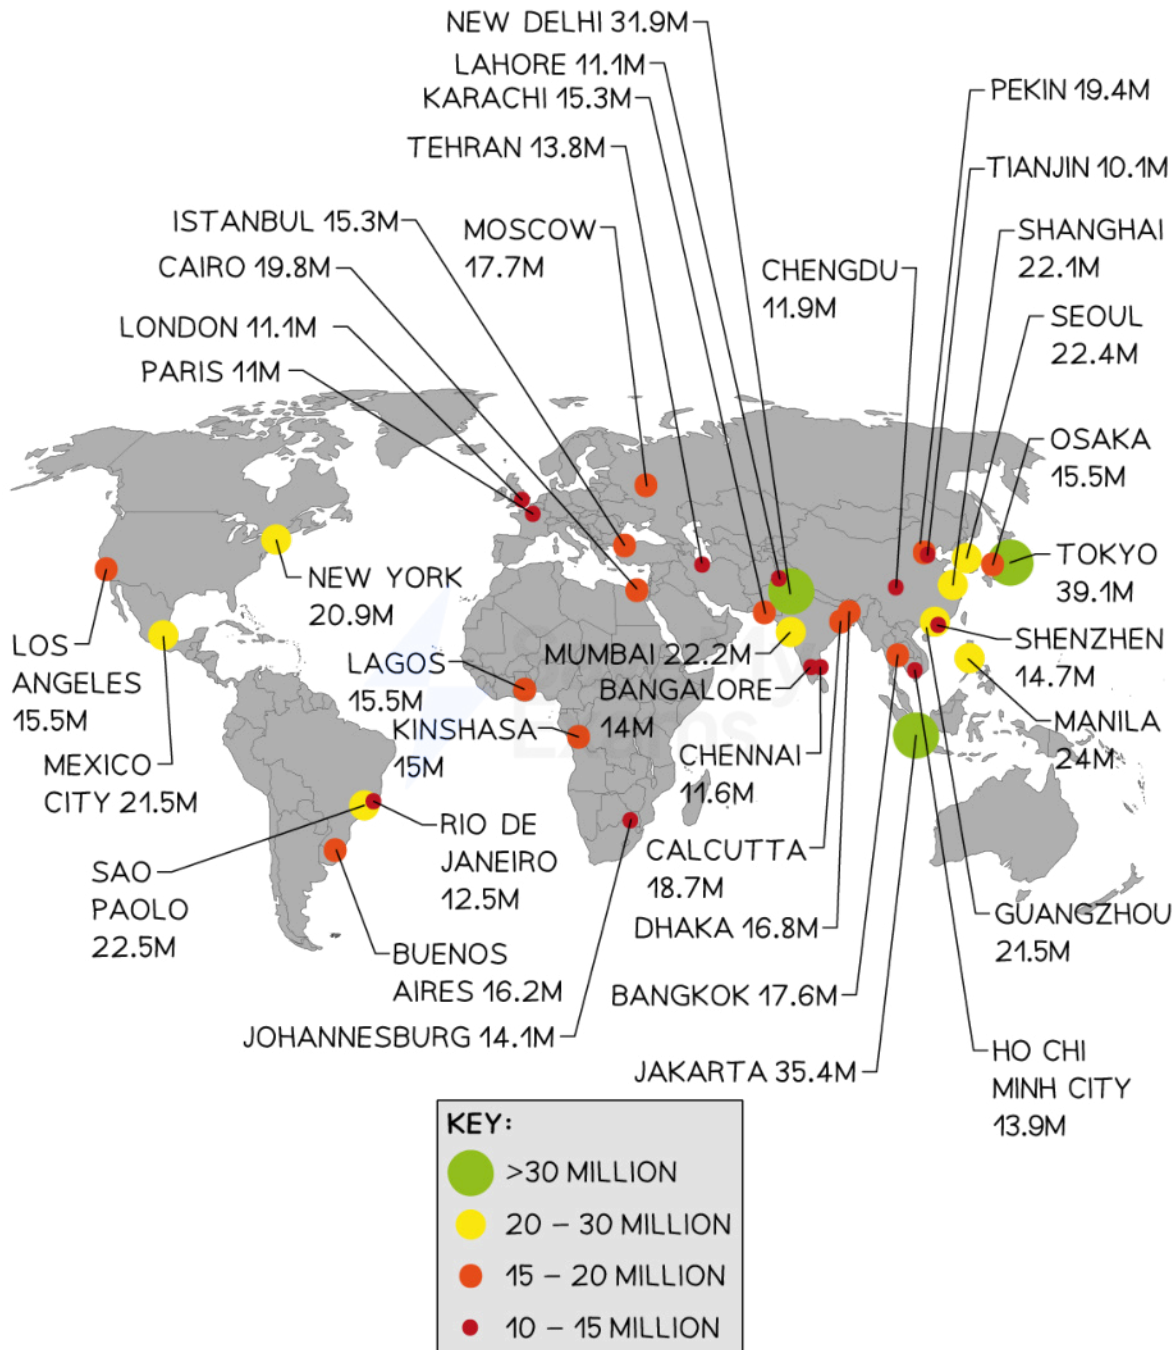 NEW DELHI 31.9M
LAHORE 11.1M
KARACHI 15.3M
TEHRAN 13.8M
PEKIN 19.4M
TIANJIN 10.1M
ISTANBUL 15.3M
MOSCOW
17.7M
SHANGHAI
22.1M
CAIRO 19.8M
CHENGDU
11.9M
LONDON 11.1M
SEOUL
22.4M
PARIS 11M
OSAKA
15.5M
NEW YORK
20.9M
TOKYO
39.1M
LOS
ANGELES
15.5M
LAGOS
15.5M
MUMBAI 22.2M
SHENZHEN
14.7M
BANGALORE
14M
KINSHASA
15M
MANILA
24M
CHENNAI
11.6M
MEXICO
CITY 21.5M
RIO DE
JANEIRO
12.5M
CALCUTTA
18.7M
SAO
PAOLO
22.5M
DHAKA 16.8M
GUANGZHOU
21.5M
BUENOS
AIRES 16.2M
BANGKOK 17.6M
JOHANNESBURG 14.1M
JAKARTA 35.4M
HO CHI
MINH CITY
13.9M
KEY:
>30 MILLION
20 – 30 MILLION
15 – 20 MILLION
10 – 15 MILLION